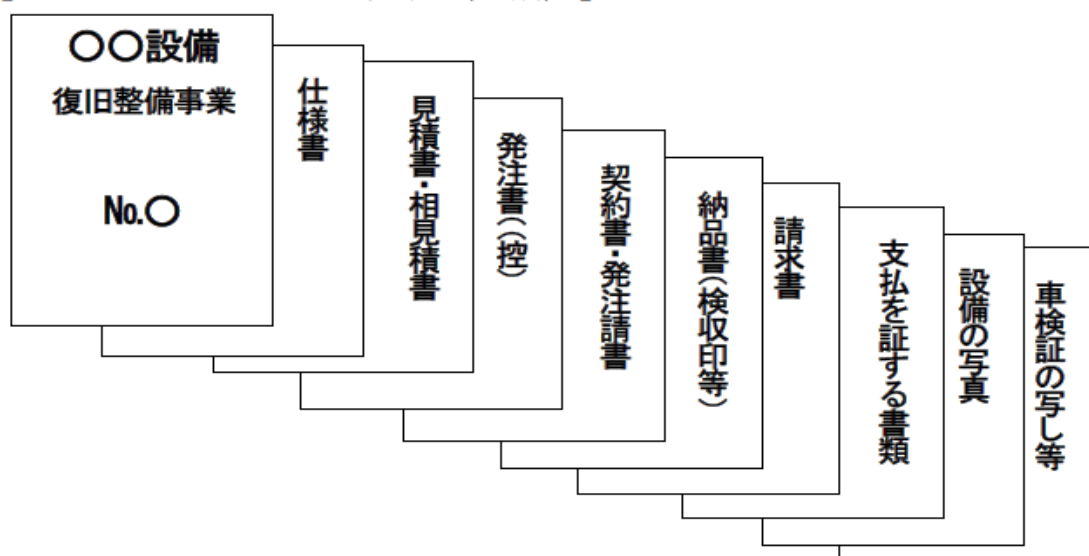 〇〇設備
復旧整備事業
No.〇
仕様書
見積書・相見積書
発注書((控)
契約書・発注請書
納品書(検収印等)
請求書
支払を証する書類
設備の写真
車検証の写し等